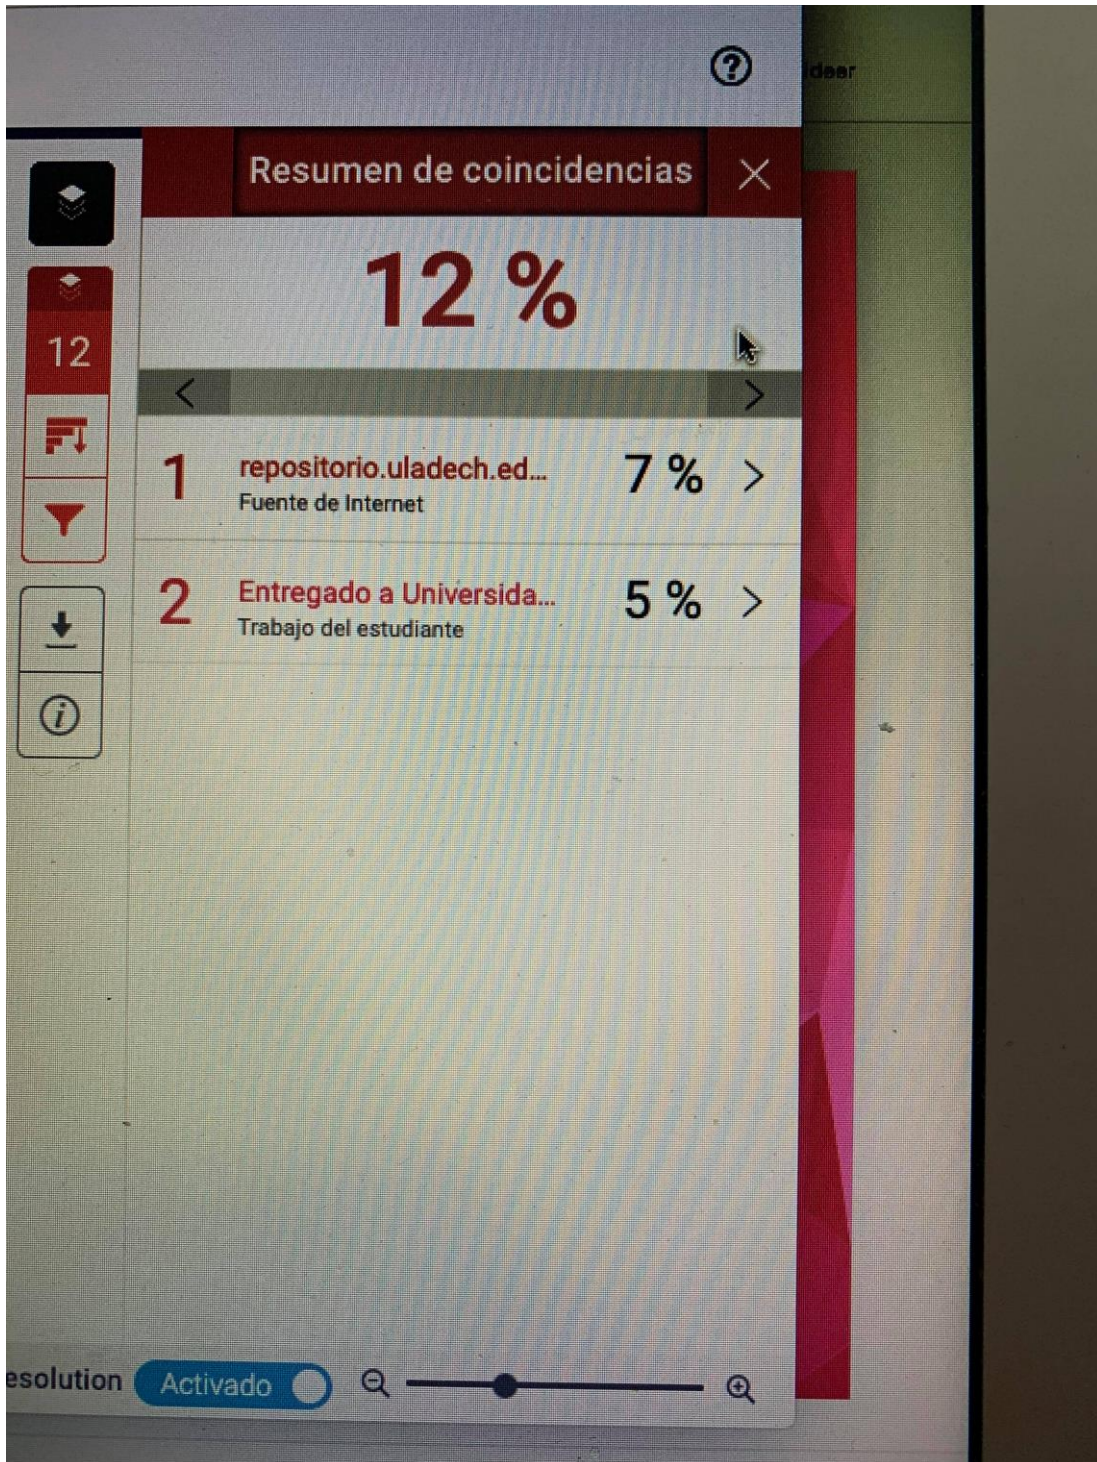 Resumen de coincidencias
12 %
12
1 repositorio.uladech.ed... 7 %
Fuente de Internet
2 Entregado a Universida... 5 %
Trabajo del estudiante
esolution Activado